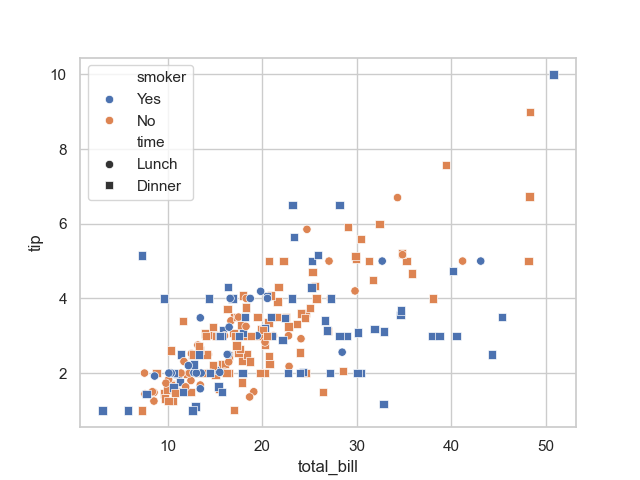 10
8
6
4
2
tip
smoker
Yes
No
time
Lunch
Dinner
10 20 30 40 50
total_bill